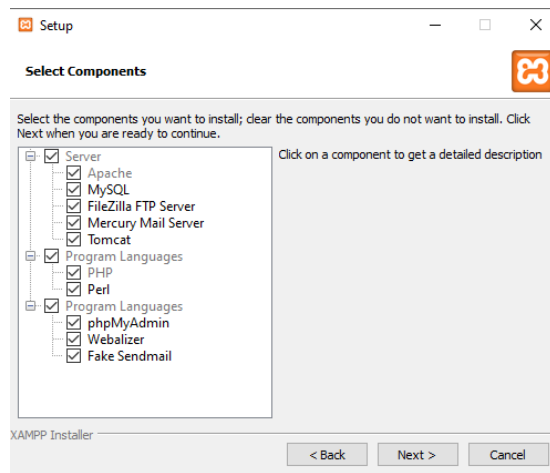 Setup
Select Components
Select the components you want to install; clear the components you do not want to install. Click
Next when you are ready to continue.
Server
Apache
MySQL
FileZilla FTP Server
Mercury Mail Server
Tomcat
Program Languages
PHP
Perl
Program Languages
phpMyAdmin
Webalizer
Fake Sendmail
Click on a component to get a detailed description
XAMPP Installer
< Back
Next >
Cancel